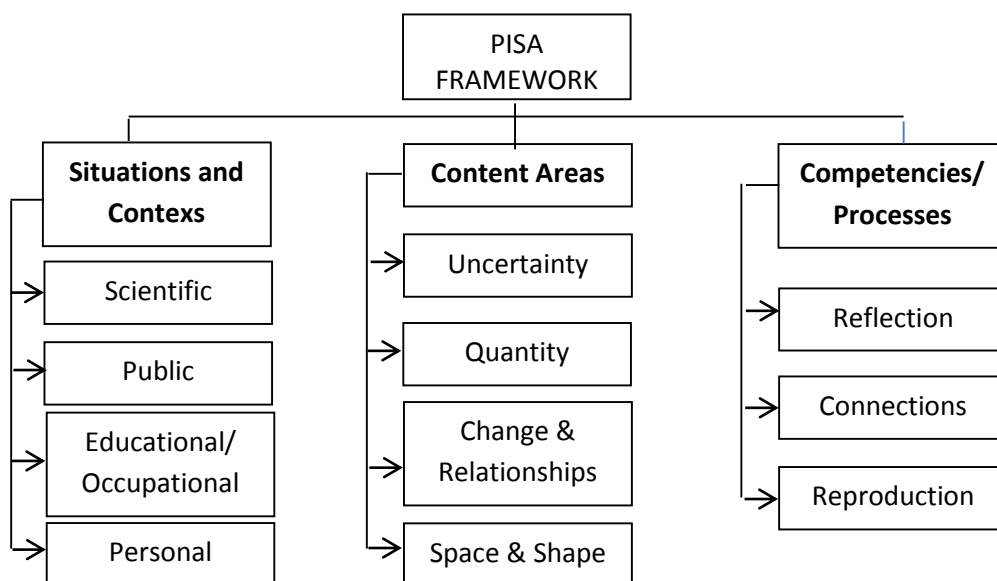 PISA
FRAMEWORK
Situations and
Contexs
Scientific
Public
Educational/
Occupational
Personal
Content Areas
Uncertainty
Quantity
Change &
Relationships
Space & Shape
Competencies/
Processes
Reflection
Connections
Reproduction